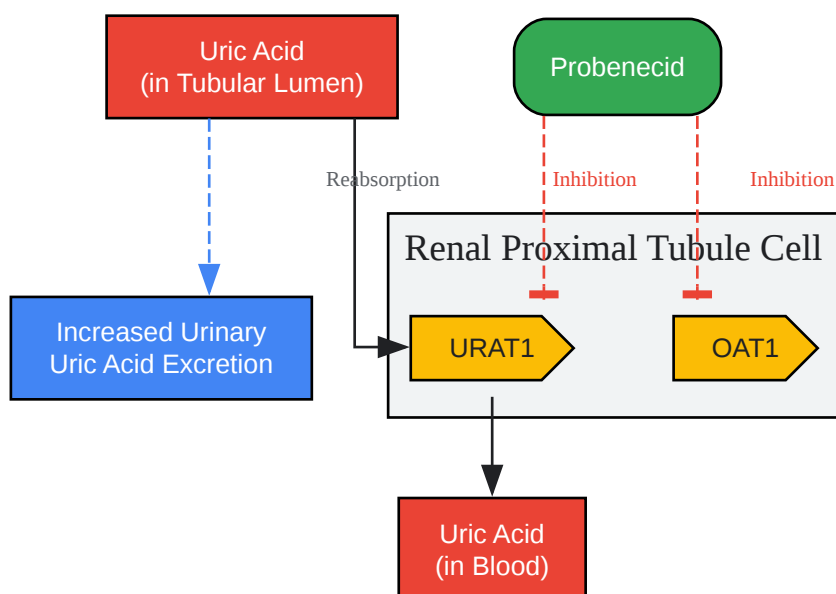 Uric Acid
(in Tubular Lumen)
Probenecid
Reabsorption
Inhibition
Inhibition
Renal Proximal Tubule Cell
Increased Urinary
Uric Acid Excretion
URAT1
OAT1
Uric Acid
(in Blood)